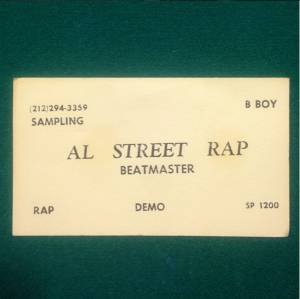 (212)294-3359 B BOY
SAMPLING
AL STREET RAP
BEATMASTER
RAP DEMO SP 1200